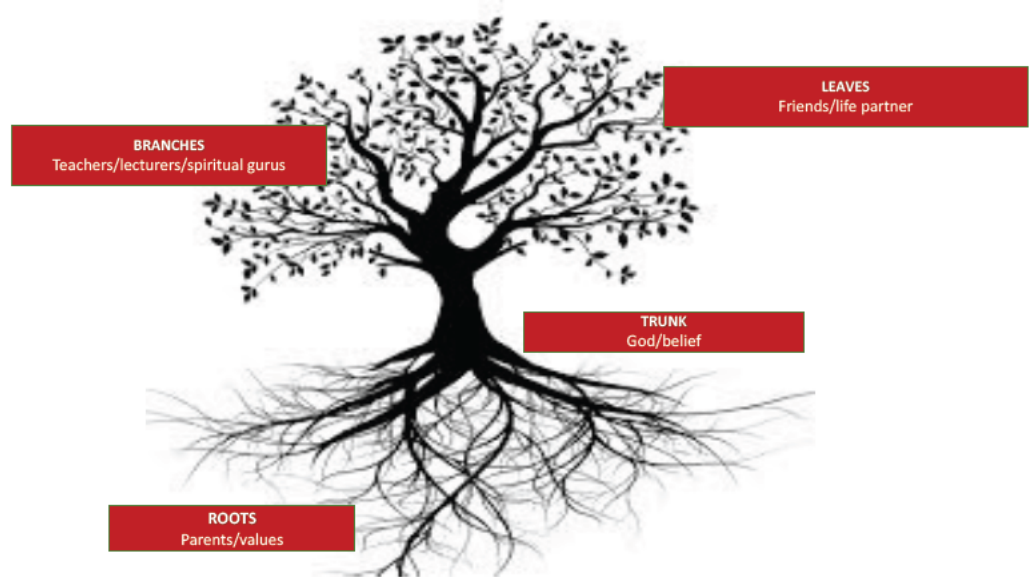 LEAVES
Friends/life partner
BRANCHES
Teachers/lecturers/spiritual gurus
TRUNK
God/belief
ROOTS
Parents/values